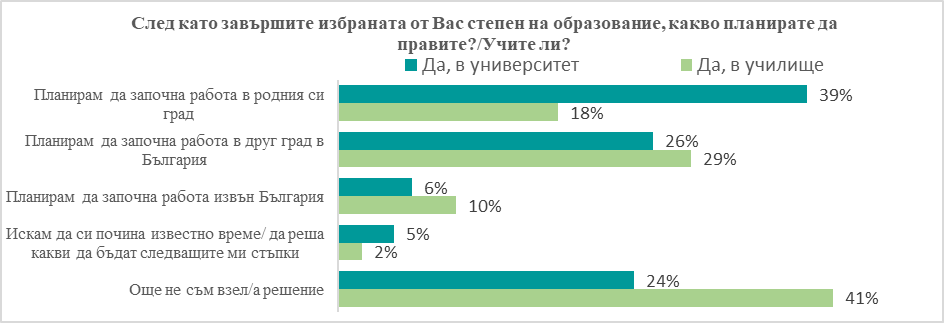 След като завършите избраната от Вас степен на образование, какво планирате да
правите?/Учите ли?
Да, в университет
Да, в училище
Планирам да започна работа в родния си
град
39%
18%
Планирам да започна работа в друг град в
България
26%
29%
Планирам да започна работа извън България
6%
10%
Искам да си почина известно време/ да реша
какви да бъдат следващите ми стъпки
5%
2%
Още не съм взел/а решение
24%
41%